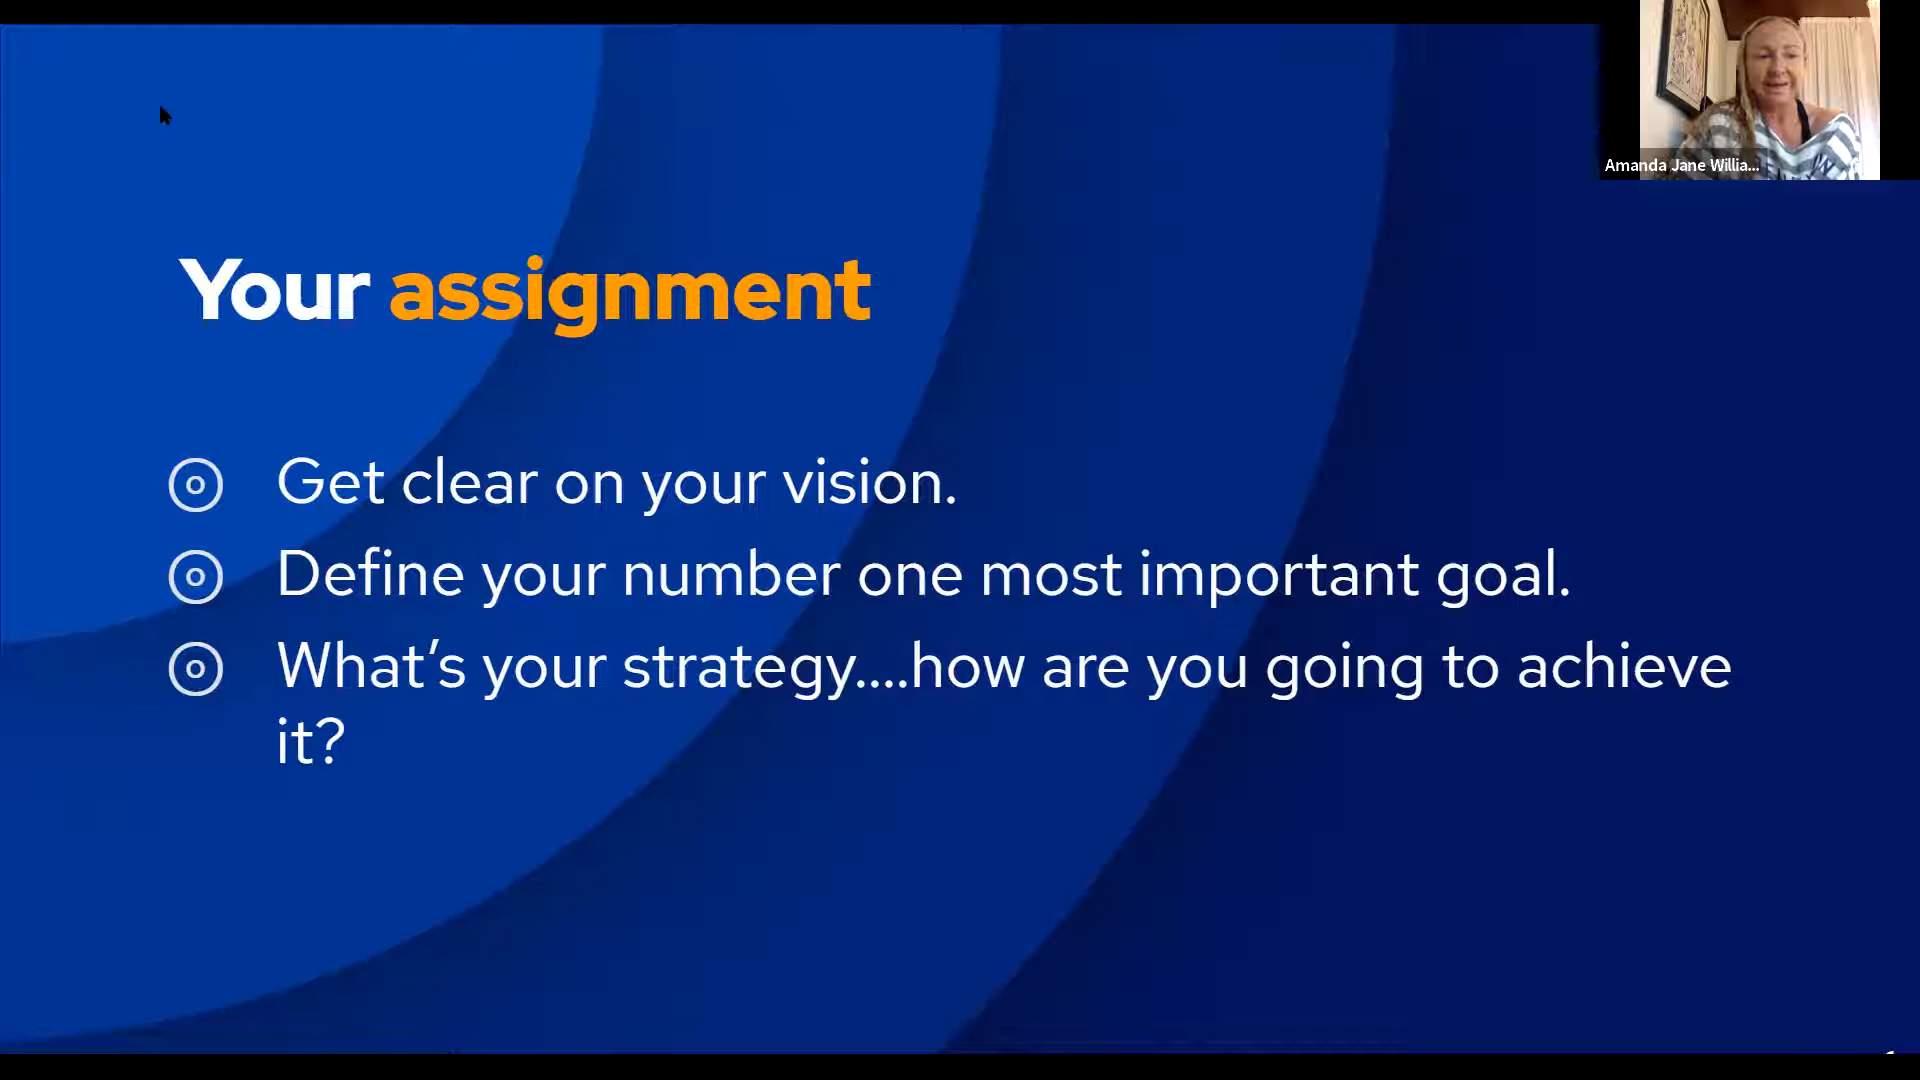 Amanda Jane Willia...
Your assignment
Get clear on your vision.
Define your number one most important goal.
What’s your strategy....how are you going to achieve
it?